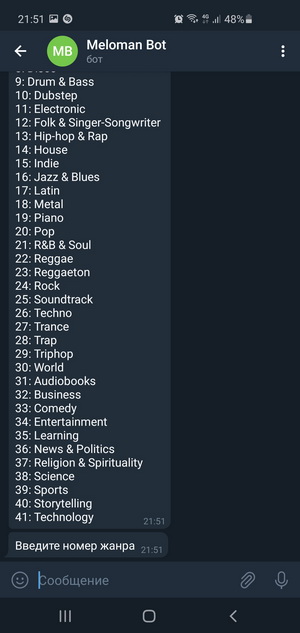 21:51
48%
MB
Meloman Bot
бот
9: Drum & Bass
10: Dubstep
11: Electronic
12: Folk & Singer-Songwriter
13: Hip-hop & Rap
14: House
15: Indie
16: Jazz & Blues
17: Latin
18: Metal
19: Piano
20: Pop
21: R&B & Soul
22: Reggae
23: Reggaeton
24: Rock
25: Soundtrack
26: Techno
27: Trance
28: Trap
29: Triphop
30: World
31: Audiobooks
32: Business
33: Comedy
34: Entertainment
35: Learning
36: News & Politics
37: Religion & Spirituality
38: Science
39: Sports
40: Storytelling
41: Technology
21:51
Введите номер жанра 21:51
Сообщение